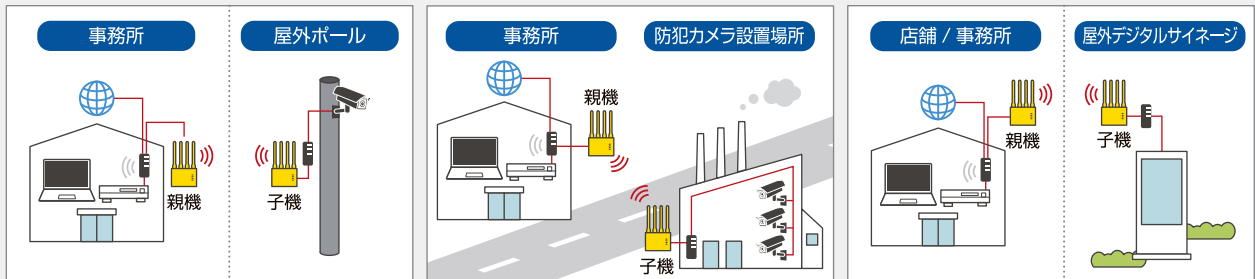 事務所
屋外ポール
親機
子機
事務所
防犯カメラ設置場所
親機
子機
店舗 / 事務所
屋外デジタルサイネージ
親機
子機